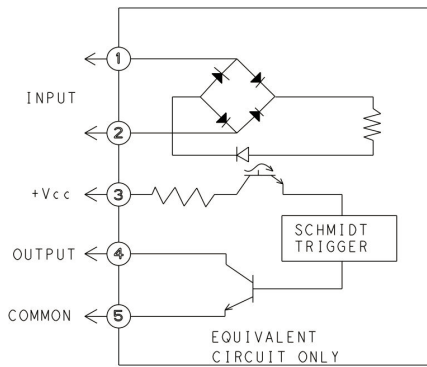 1
INPUT
2
+Vcc
3
OUTPUT
4
SCHMIDT
TRIGGER
COMMON
5
EQUIVALENT
CIRCUIT ONLY